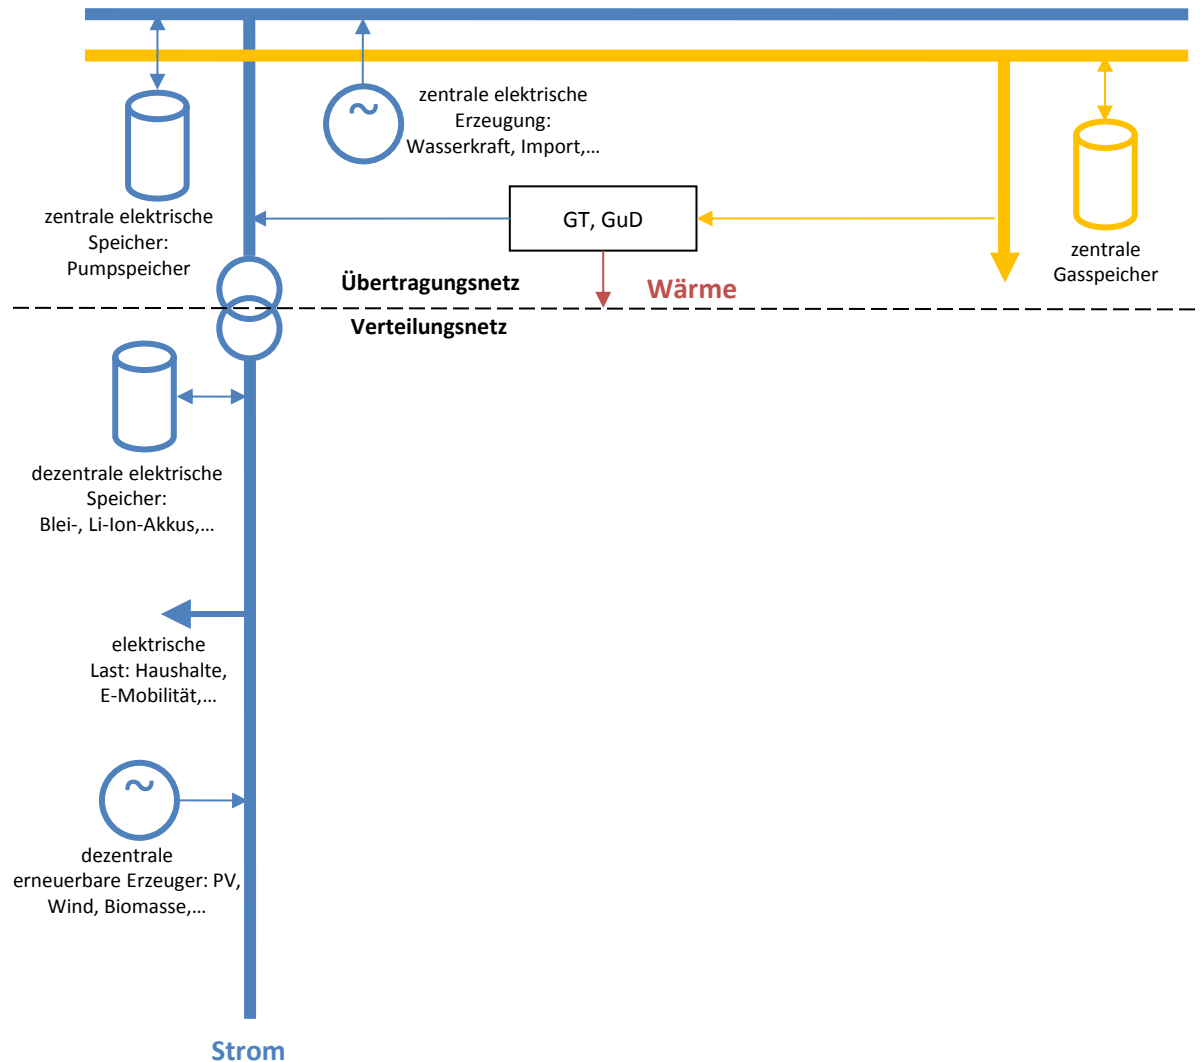 ~
zentrale elektrische
Erzeugung:
Wasserkraft, Import,…
zentrale elektrische
Speicher:
Pumpspeicher
GT, GuD
zentrale
Gasspeicher
Übertragungsnetz
Wärme
Verteilungsnetz
dezentrale elektrische
Speicher:
Blei-, Li-Ion-Akkus,…
elektrische
Last: Haushalte,
E-Mobilität,…
~
dezentrale
erneuerbare Erzeuger: PV,
Wind, Biomasse,…
Strom